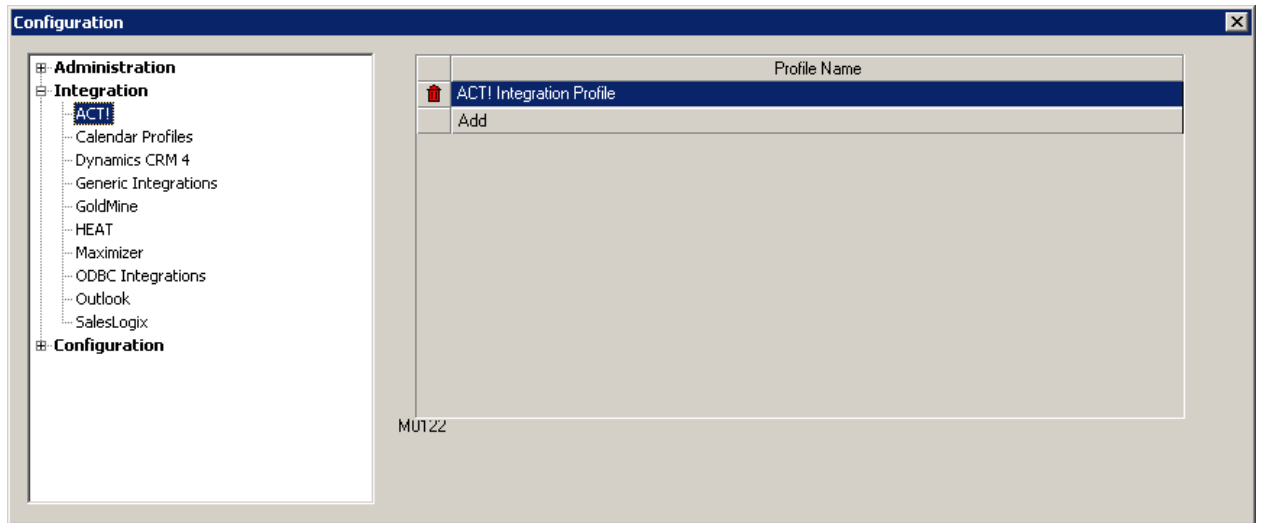 Configuration
Administration
Integration
ACT!
Calendar Profiles
Dynamics CRM 4
Generic Integrations
GoldMine
HEAT
Maximizer
ODBC Integrations
Outlook
SalesLogix
Configuration
Profile Name
ACT! Integration Profile
Add
M0122